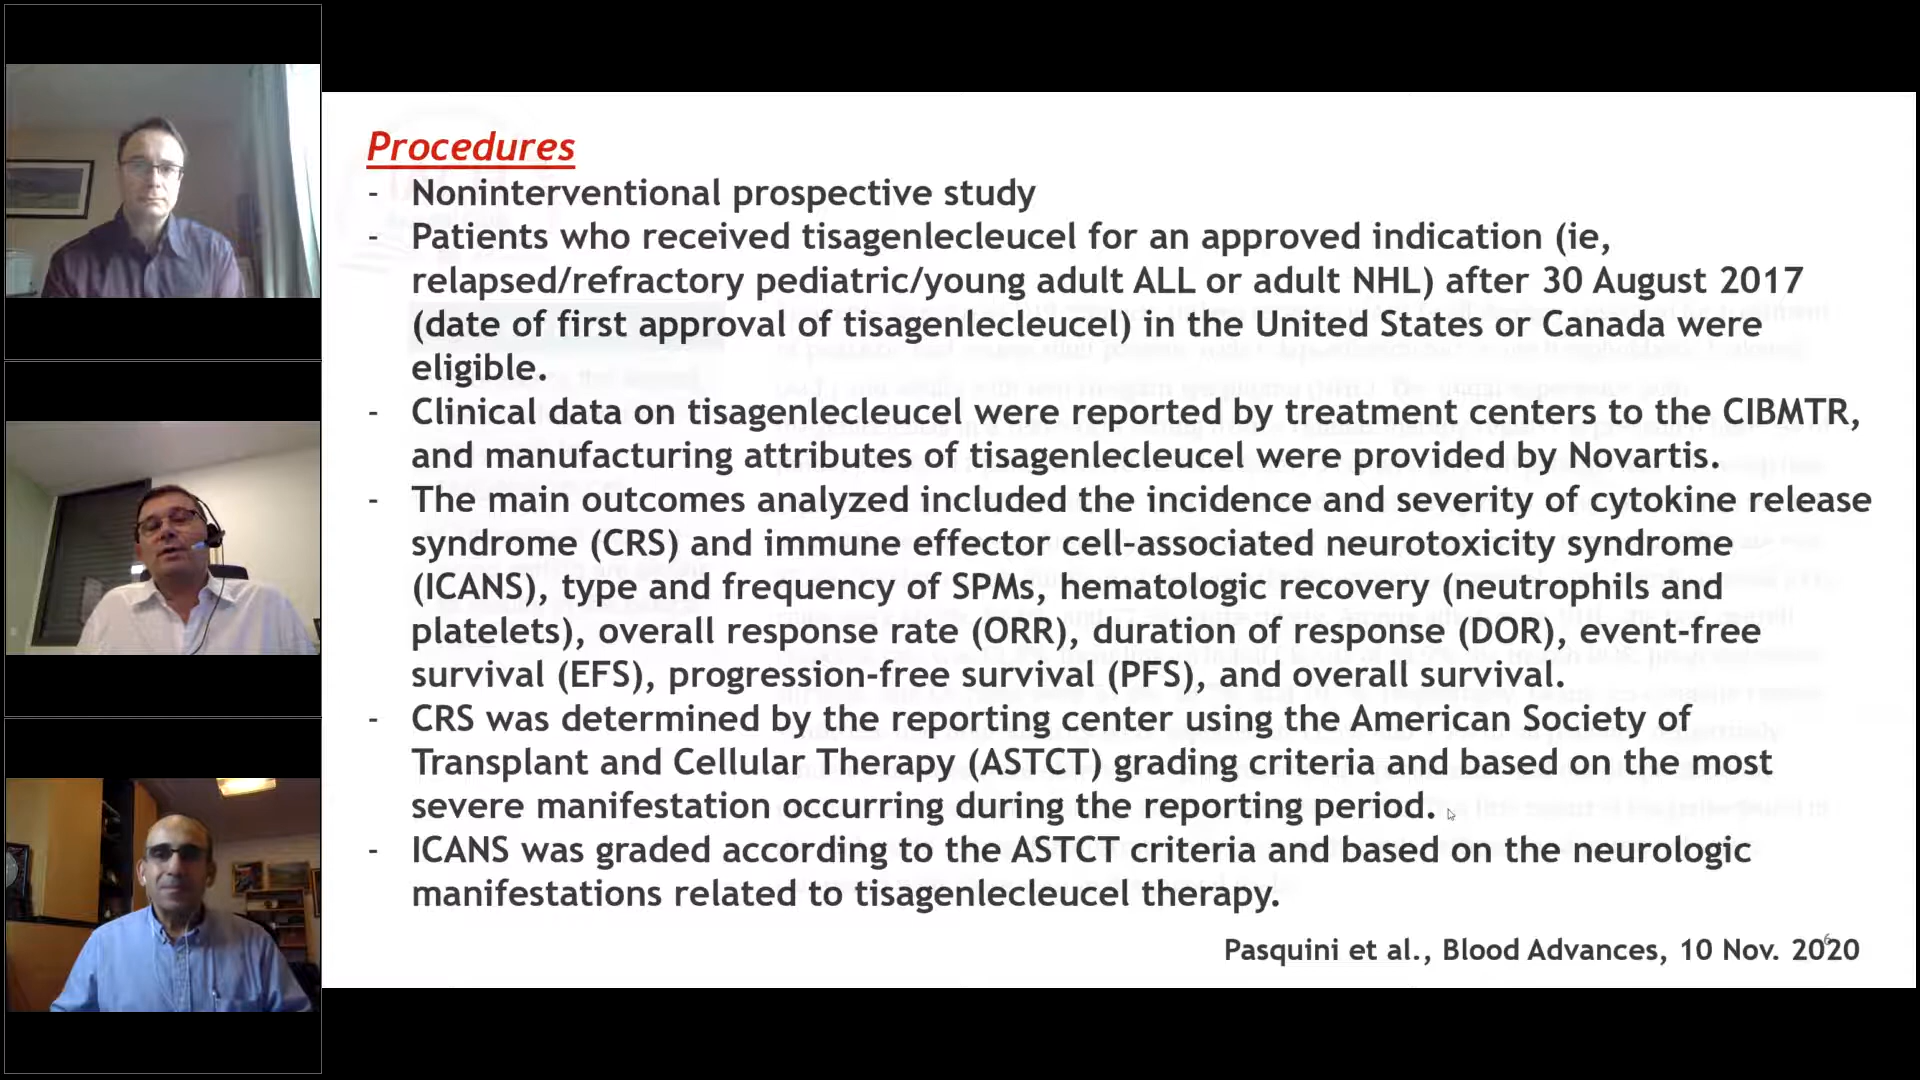 Procedures
- Noninterventional prospective study
- Patients who received tisagenlecleucel for an approved indication (ie,
relapsed/refractory pediatric/young adult ALL or adult NHL) after 30 August 2017
(date of first approval of tisagenlecleucel) in the United States or Canada were
eligible.
- Clinical data on tisagenlecleucel were reported by treatment centers to the CIBMTR,
and manufacturing attributes of tisagenlecleucel were provided by Novartis.
- The main outcomes analyzed included the incidence and severity of cytokine release
syndrome (CRS) and immune effector cell-associated neurotoxicity syndrome
(ICANS), type and frequency of SPMs, hematologic recovery (neutrophils and
platelets), overall response rate (ORR), duration of response (DOR), event-free
survival (EFS), progression-free survival (PFS), and overall survival.
- CRS was determined by the reporting center using the American Society of
Transplant and Cellular Therapy (ASTCT) grading criteria and based on the most
severe manifestation occurring during the reporting period.
- ICANS was graded according to the ASTCT criteria and based on the neurologic
manifestations related to tisagenlecleucel therapy.
Pasquini et al., Blood Advances, 10 Nov. 2020
6